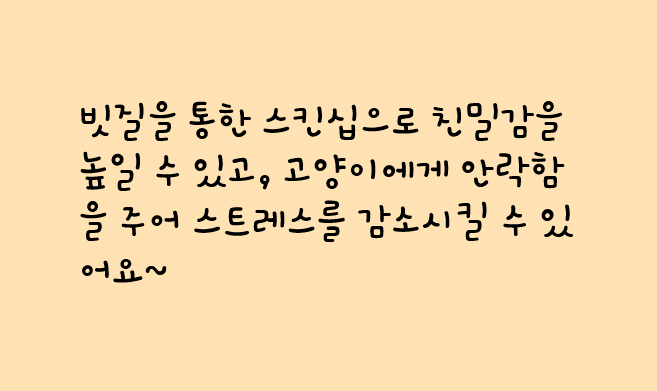 빗질을 통한 스킨십으로 친밀감을
높일 수 있고, 고양이에게 안락함
을 주어 스트레스를 감소시킬 수 있
어요~